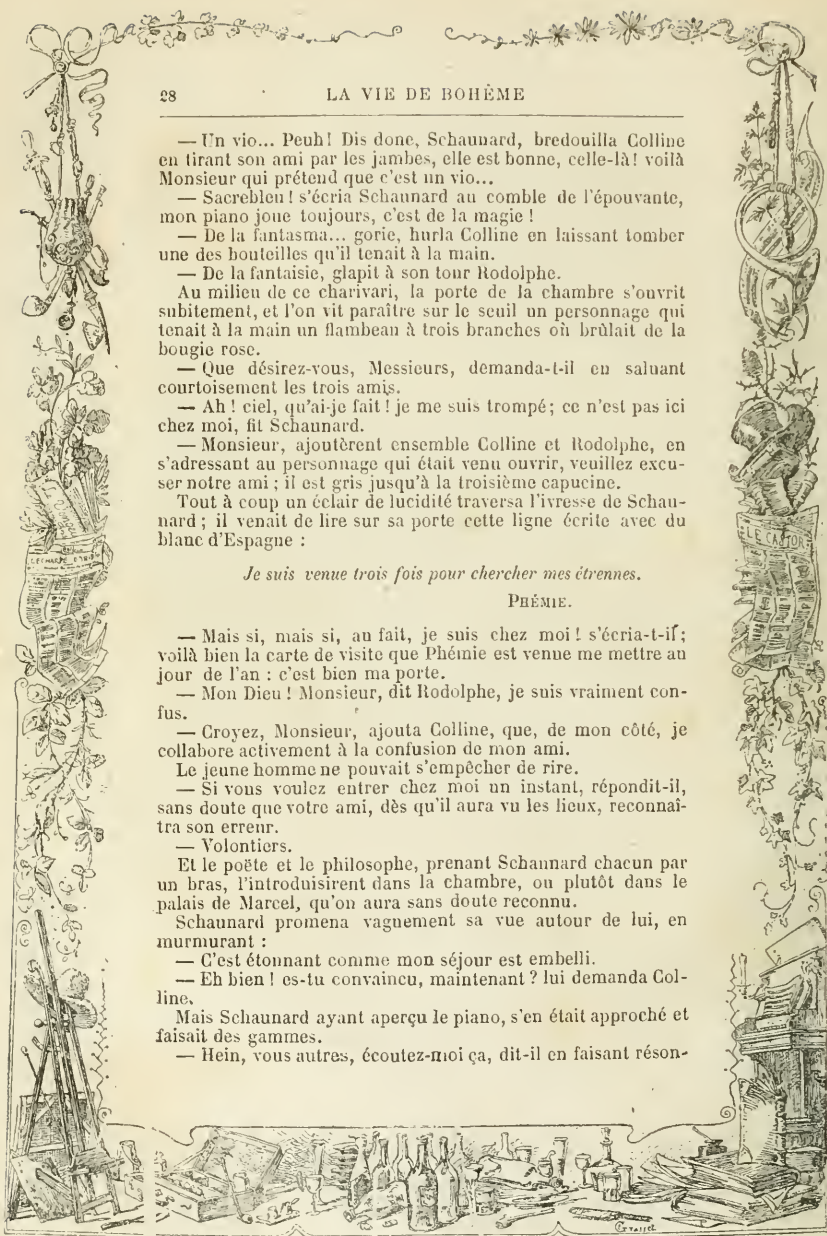 28
LA VIE DE BOHÈME
— Un vio... Peuh! Dis donc, Schaunard, bredouilla Colline
en tirant son ami par les jambes, elle est bonne, celle-là! voilà
Monsieur qui prétend que c'est un vio...
— Sacrebleu! s'écria Schaunard au comble de l'épouvante,
mon piano joue toujours, c'est de la magie!
— De la fantasma... gorie, hurla Colline en laissant tomber
une des bouteilles qu'il tenait à la main.
— De la fantaisie, glapit à son tour Rodolphe.
Au milieu de ce charivari, la porte de la chambre s'ouvrit
subitement, et l'on vit paraître sur le seuil un personnage qui
tenait à la main un flambeau à trois branches où brûlait de la
bougie rose.
— Que désirez-vous, Messieurs, demanda-t-il en saluant
courtoisement les trois amis.
— Ah! ciel, qu'ai-je fait! je me suis trompé; ce n'est pas ici
chez moi, fit Schaunard.
— Monsieur, ajoutèrent ensemble Colline et Rodolphe, en
s'adressant au personnage qui était venu ouvrir, veuillez excu-
ser notre ami; il est gris jusqu'à la troisième capucine.
Tout à coup un éclair de lucidité traversa l'ivresse de Schau-
nard; il venait de lire sur sa porte cette ligne écrite avec du
blanc d'Espagne :
Je suis venue trois fois pour chercher mes étrennes.
PHÉMIE.
— Mais si, mais si, au fait, je suis chez moi! s'écria-t-il;
voilà bien la carte de visite que Phémie est venue me mettre au
jour de l'an : c'est bien ma porte.
— Mon Dieu! Monsieur, dit Rodolphe, je suis vraiment con-
fus.
— Croyez, Monsieur, ajouta Colline, que, de mon côté, je
collabore activement à la confusion de mon ami.
Le jeune homme ne pouvait s'empêcher de rire.
— Si vous voulez entrer chez moi un instant, répondit-il,
sans doute que votre ami, dès qu'il aura vu les lieux, reconnaî-
tra son erreur.
— Volontiers.
Et le poëte et le philosophe, prenant Schaunard chacun par
un bras, l'introduisirent dans la chambre, ou plutôt dans le
palais de Marcel, qu'on aura sans doute reconnu.
Schaunard promena vaguement sa vue autour de lui, en
murmurant :
— C'est étonnant comme mon séjour est embelli.
— Eh bien! es-tu convaincu, maintenant? lui demanda Col-
line.
Mais Schaunard ayant aperçu le piano, s'en était approché et
faisait des gammes.
— Hein, vous autres, écoutez-moi ça, dit-il en faisant réson-
LE CASTOR
Grasset